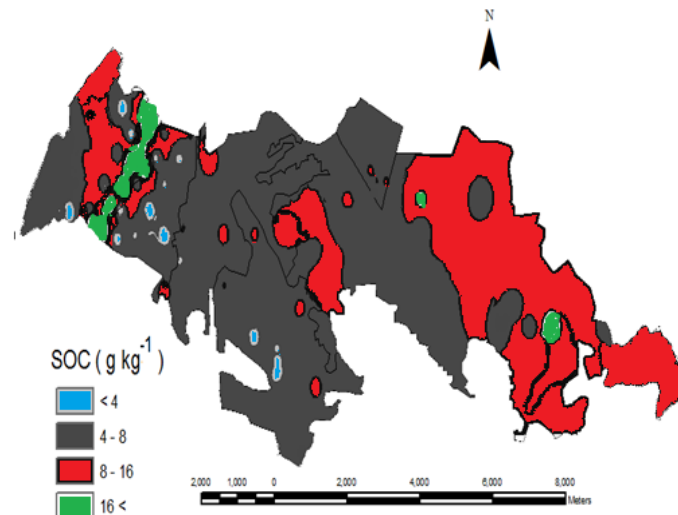 N
SOC ( g kg⁻¹ )
< 4
4 - 8
8 - 16
16 <
2,000 1,000 0 2,000 4,000 6,000 8,000
Meters